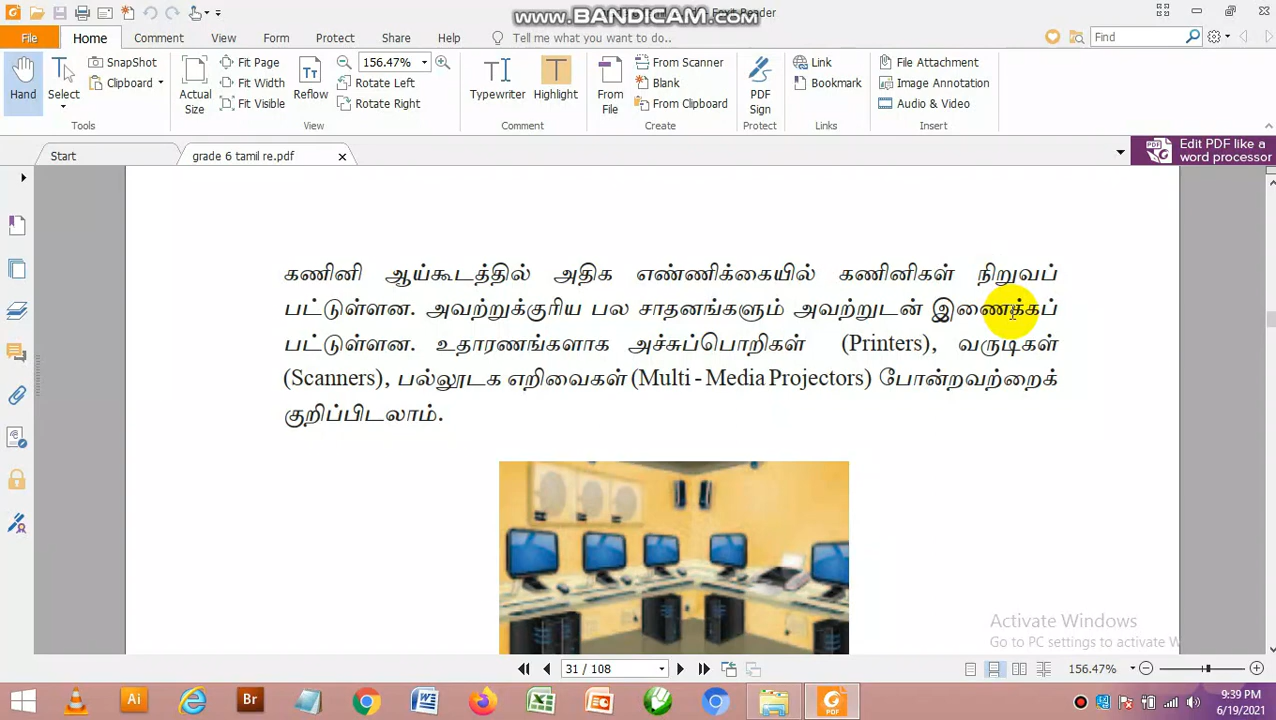 www.BANDICAM.com
File
Home
Comment
View
Form
Protect
Share
Help
Tell me what you want to do...
Find
Hand
Select
SnapShot
Clipboard
Tools
Actual
Size
Fit Page
Fit Width
Fit Visible
Reflow
156.47%
Rotate Left
Rotate Right
View
Typewriter
Highlight
Comment
From
File
From Scanner
Blank
From Clipboard
Create
PDF
Sign
Protect
Link
Bookmark
Links
File Attachment
Image Annotation
Audio & Video
Insert
Start
grade 6 tamil re.pdf
Edit PDF like a
word processor
கணினி ஆய்கூடத்தில் அதிக எண்ணிக்கையில் கணினிகள் நிறுவப்
பட்டுள்ளன. அவற்றுக்குரிய பல சாதனங்களும் அவற்றுடன் இணைக்கப்
பட்டுள்ளன. உதாரணங்களாக அச்சுப்பொறிகள் (Printers), வருடிகள்
(Scanners), பல்லூடக எறிவைகள் (Multi - Media Projectors) போன்றவற்றைக்
குறிப்பிடலாம்.
Activate Windows
Go to PC settings to activate W
31 / 108
156.47%
9:39 PM
6/19/2021